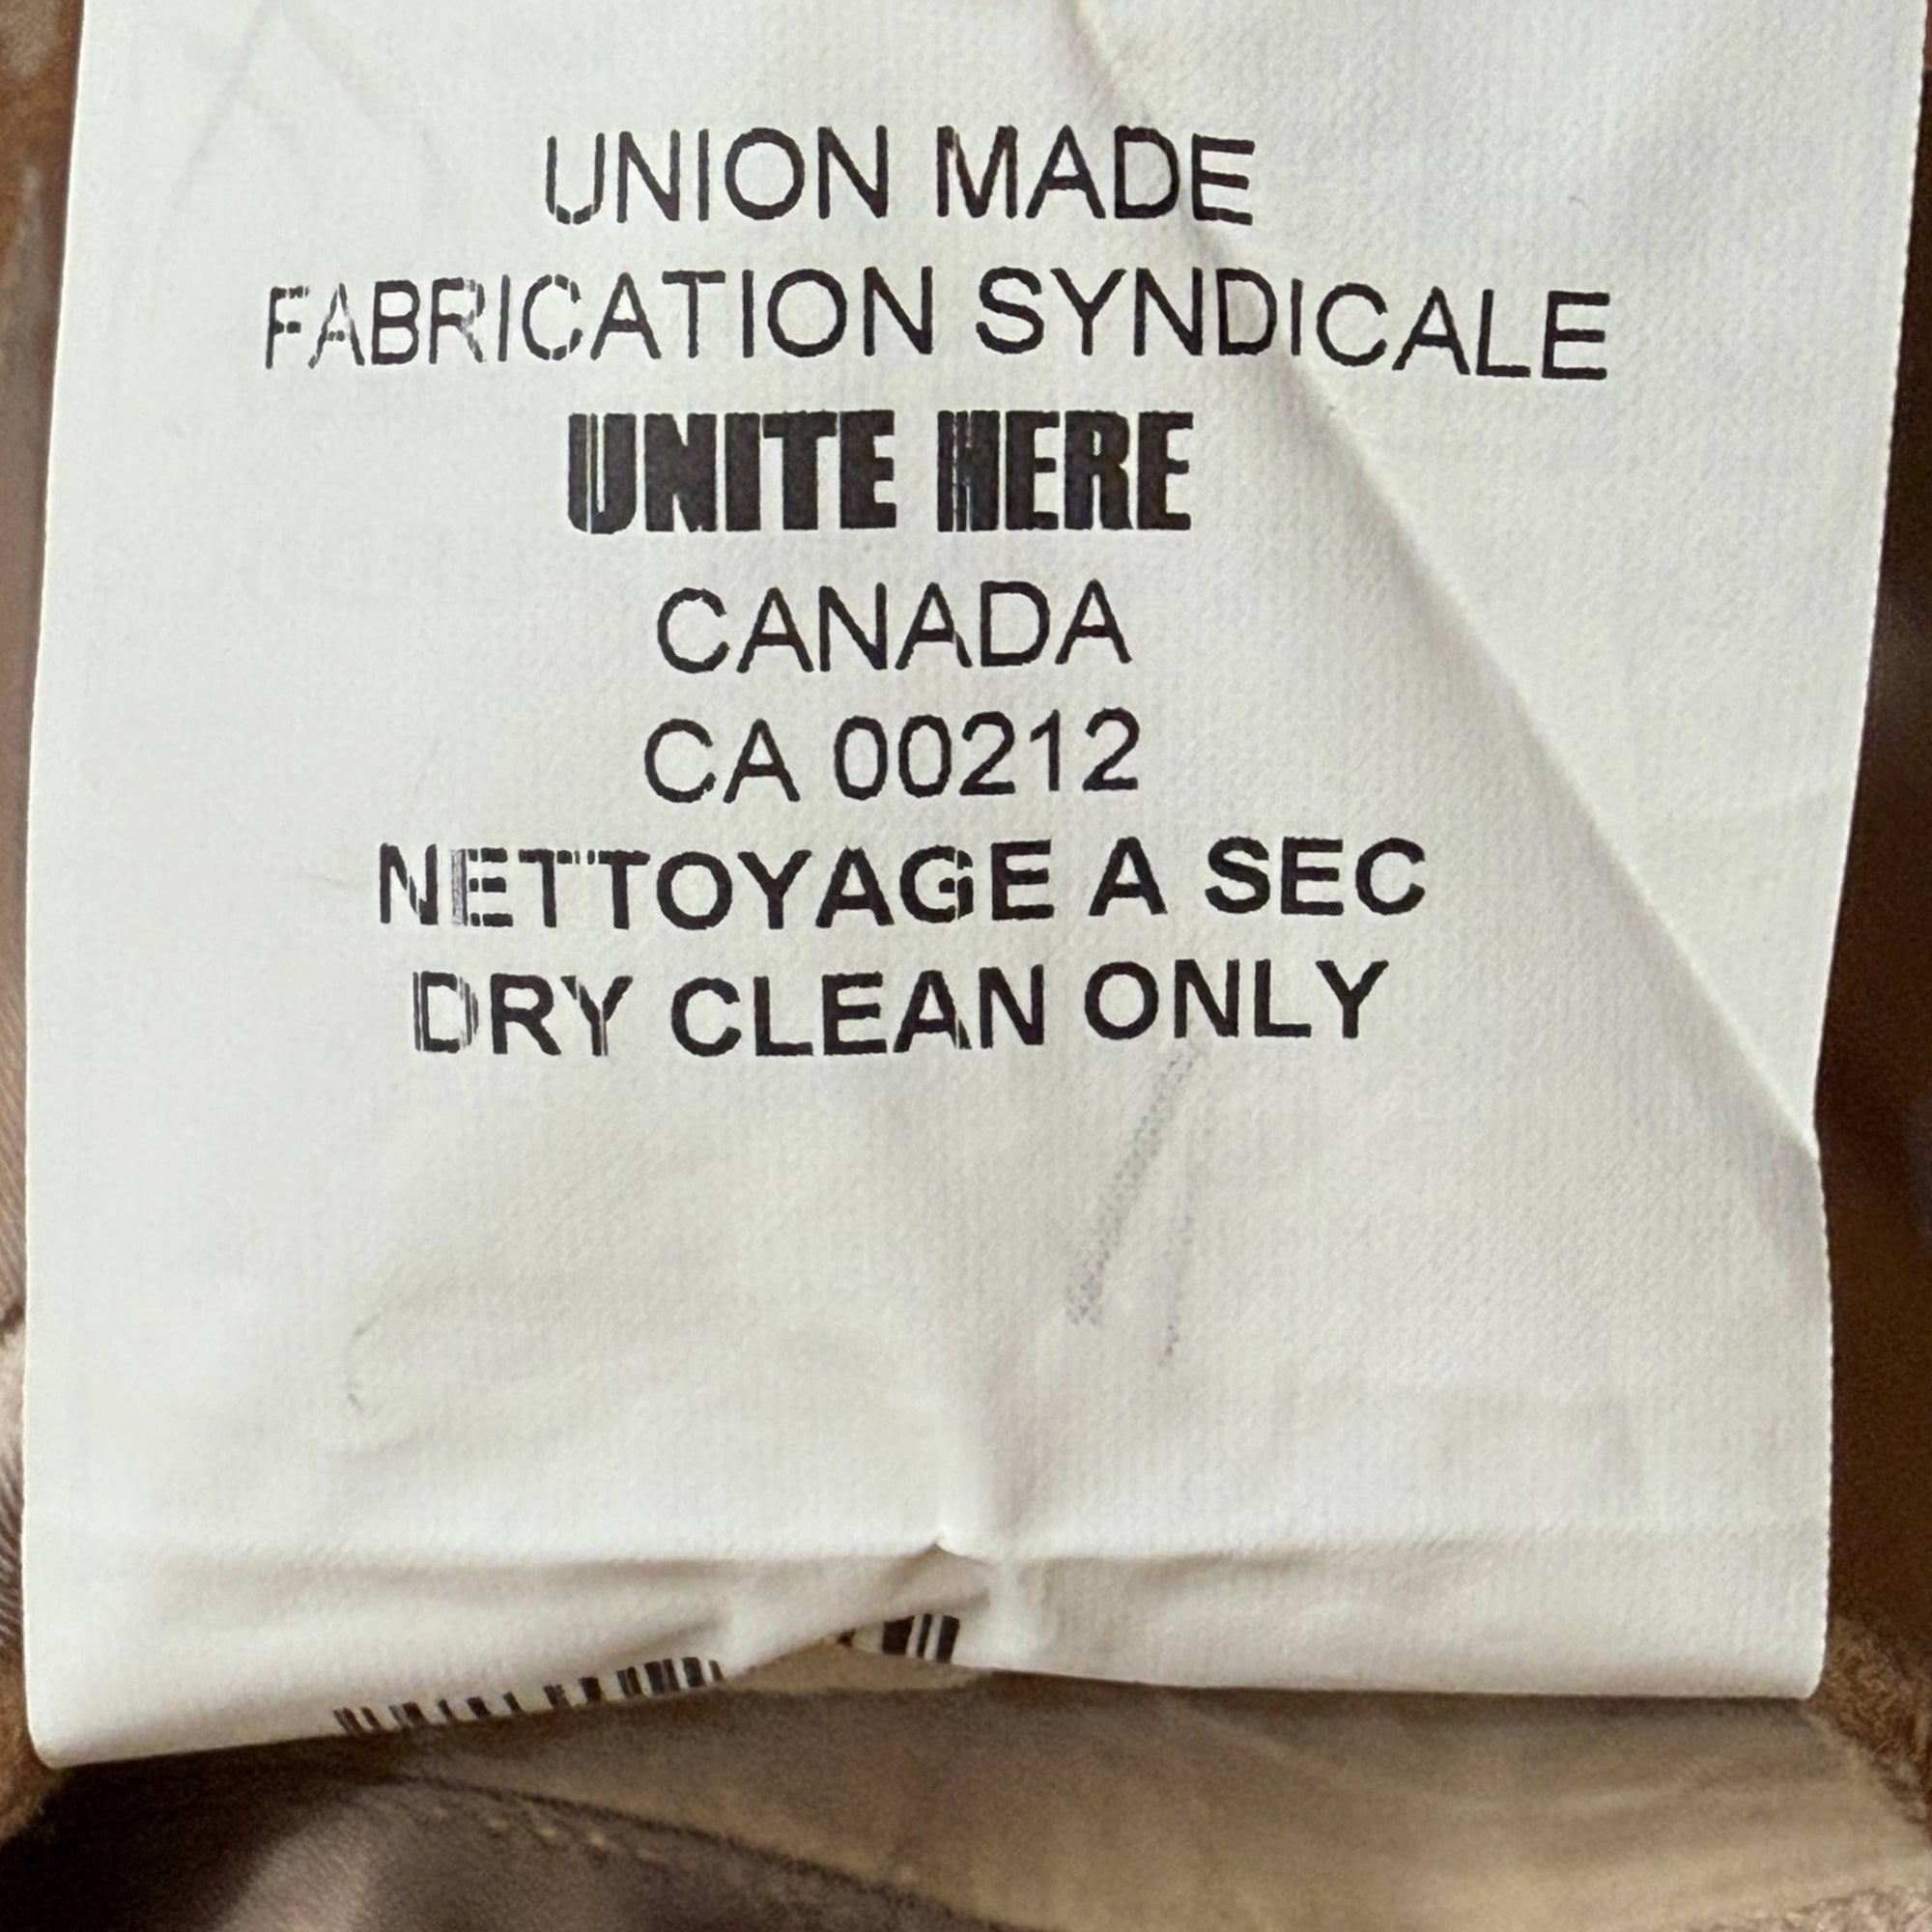 UNION MADE
FABRICATION SYNDICALE
UNITE HERE
CANADA
CA 00212
NETTOYAGE A SEC
DRY CLEAN ONLY